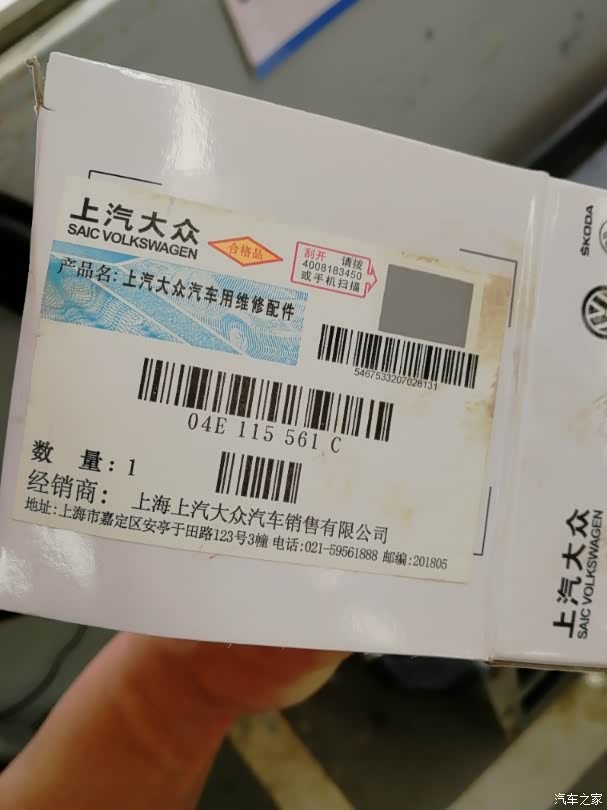 上汽大众
SAIC VOLKSWAGEN
合格品
刮开 请拨
4008183450
或手机扫描
产品名: 上汽大众汽车用维修配件
5467533207028131
04E 115 561 C
数 量: 1
经销商: 上海上汽大众汽车销售有限公司
地址: 上海市嘉定区安亭于田路123号3幢 电话:021-59561888 邮编:201805
ŠKODA
上汽大众
SAIC VOLKSWAGEN
汽车之家